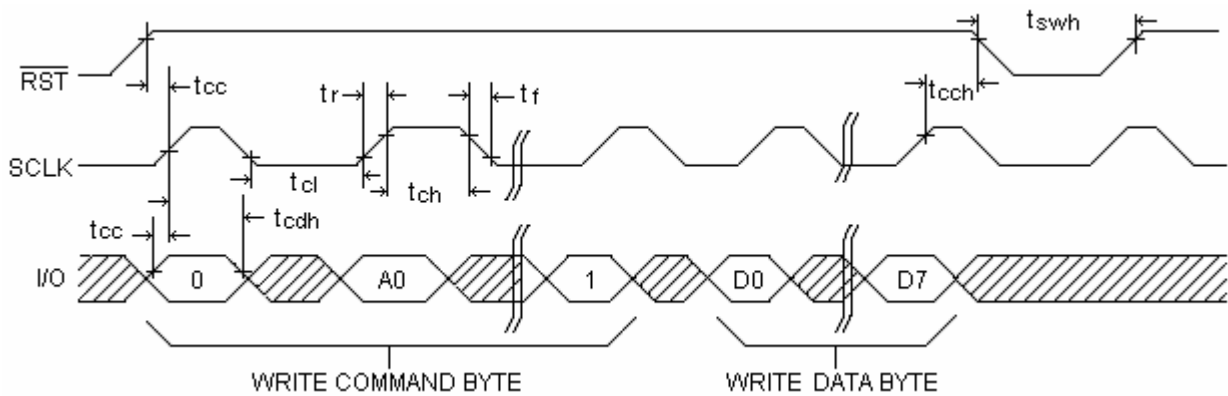 tswh
RST
tcc
tr
tf
tcch
SCLK
tcl
tch
tcc
tcdh
I/O
0
A0
1
D0
D7
WRITE COMMAND BYTE
WRITE DATA BYTE